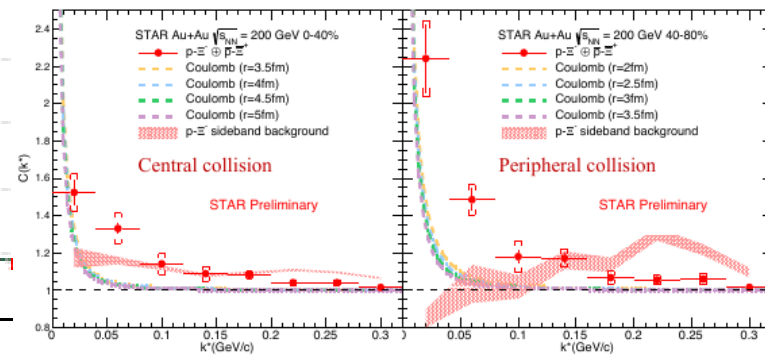 STAR Au+Au √s_NN = 200 GeV 0-40%
p-Ξ⁻ ⊕ p̄-Ξ̄⁺
Coulomb (r=3.5fm)
Coulomb (r=4fm)
Coulomb (r=4.5fm)
Coulomb (r=5fm)
p-Ξ⁻ sideband background
Central collision
STAR Preliminary
C(k*)
2.4
2.2
2
1.8
1.6
1.4
1.2
1
0.8
0 0.05 0.1 0.15 0.2 0.25 0.3
k*(GeV/c)
STAR Au+Au √s_NN = 200 GeV 40-80%
p-Ξ⁻ ⊕ p̄-Ξ̄⁺
Coulomb (r=2fm)
Coulomb (r=2.5fm)
Coulomb (r=3fm)
Coulomb (r=3.5fm)
p-Ξ⁻ sideband background
Peripheral collision
STAR Preliminary
0 0.05 0.1 0.15 0.2 0.25 0.3
k*(GeV/c)